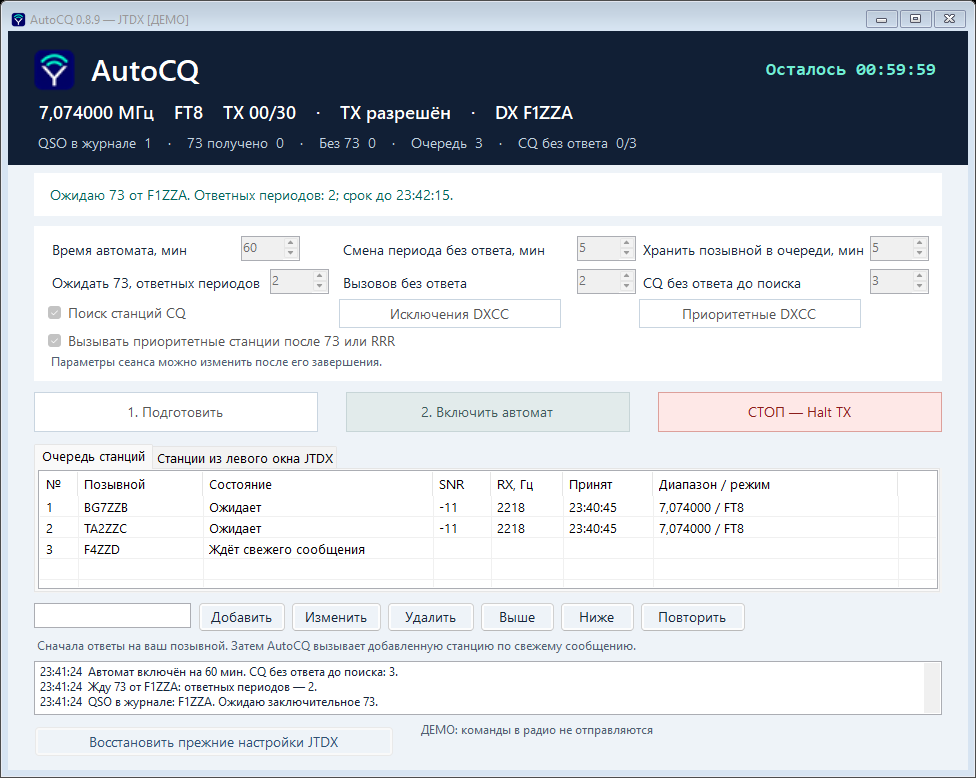 AutoCQ 0.8.9 — JTDX [ДЕМО]
AutoCQ
Осталось 00:59:59
7,074000 МГц FT8 TX 00/30 · TX разрешён · DX F1ZZA
QSO в журнале 1 · 73 получено 0 · Без 73 0 · Очередь 3 · CQ без ответа 0/3
Ожидаю 73 от F1ZZA. Ответных периодов: 2; срок до 23:42:15.
Время автомата, мин 60 Смена периода без ответа, мин 5 Хранить позывной в очереди, мин 5
Ожидать 73, ответных периодов 2 Вызовов без ответа 2 CQ без ответа до поиска 3
Поиск станций CQ Исключения DXCC Приоритетные DXCC
Вызывать приоритетные станции после 73 или RRR
Параметры сеанса можно изменить после его завершения.
1. Подготовить 2. Включить автомат СТОП — Halt TX
Очередь станций Станции из левого окна JTDX
№ Позывной Состояние SNR RX, Гц Принят Диапазон / режим
1 BG7ZZB Ожидает -11 2218 23:40:45 7,074000 / FT8
2 TA2ZZC Ожидает -11 2218 23:40:45 7,074000 / FT8
3 F4ZZD Ждёт свежего сообщения
Добавить Изменить Удалить Выше Ниже Повторить
Сначала ответы на ваш позывной. Затем AutoCQ вызывает добавленную станцию по свежему сообщению.
23:41:24 Автомат включён на 60 мин. CQ без ответа до поиска: 3.
23:41:24 Жду 73 от F1ZZA: ответных периодов — 2.
23:41:24 QSO в журнале: F1ZZA. Ожидаю заключительное 73.
Восстановить прежние настройки JTDX ДЕМО: команды в радио не отправляются